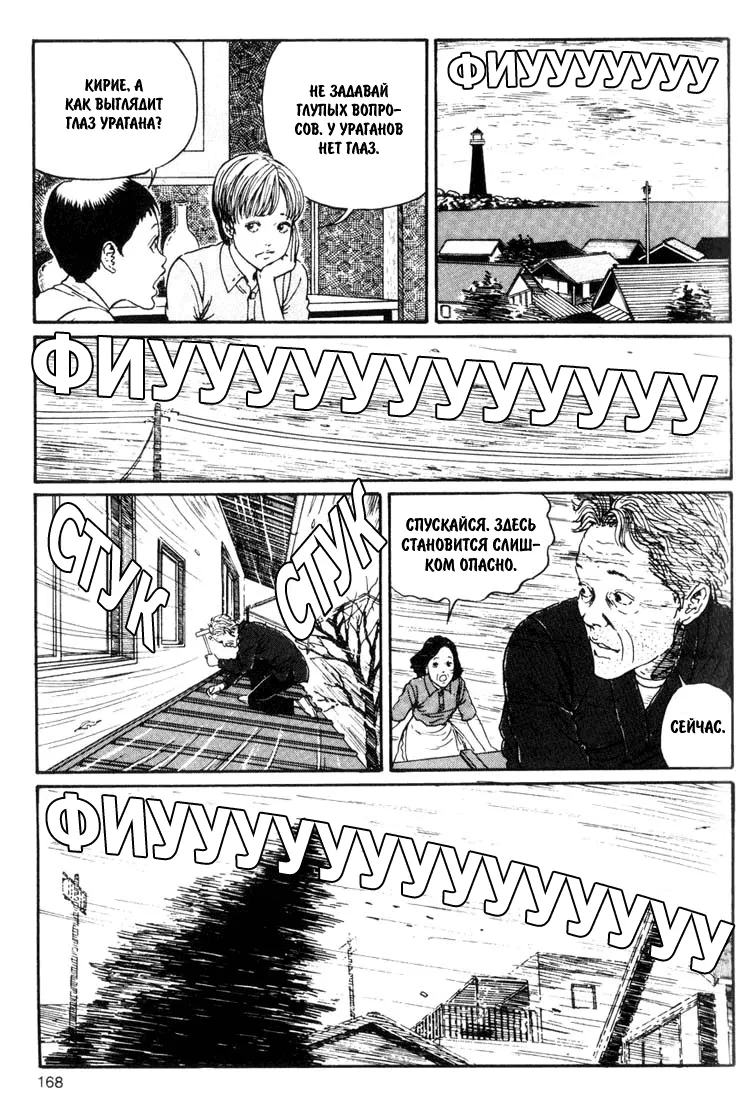 КИРИЕ, А
КАК ВЫГЛЯДИТ
ГЛАЗ УРАГАНА?
НЕ ЗАДАВАЙ
ГЛУПЫХ ВОПРО-
СОВ. У УРАГАНОВ
НЕТ ГЛАЗ.
ФИУУУУУУУ
ФИУУУУУУУУУУУУУ
СТУК
СТУК
СПУСКАЙСЯ. ЗДЕСЬ
СТАНОВИТСЯ СЛИШ-
КОМ ОПАСНО.
СЕЙЧАС.
ФИУУУУУУУУУУУУУУУ
168